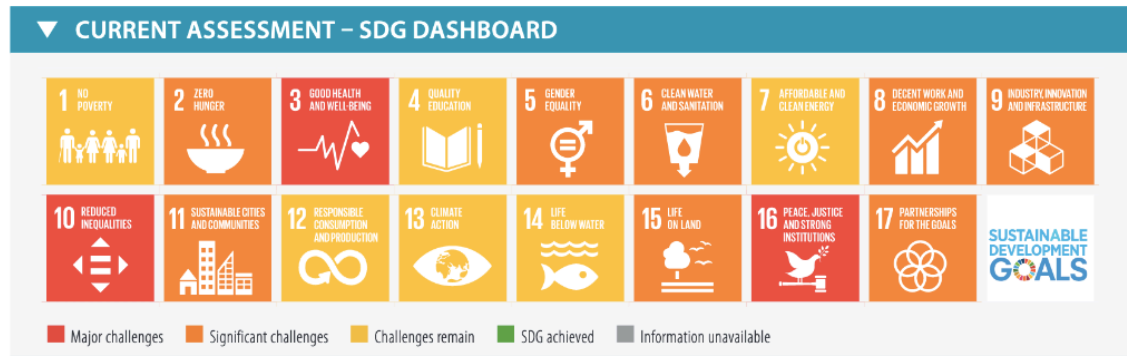 CURRENT ASSESSMENT – SDG DASHBOARD
1 NO
POVERTY
2 ZERO
HUNGER
3 GOOD HEALTH
AND WELL-BEING
4 QUALITY
EDUCATION
5 GENDER
EQUALITY
6 CLEAN WATER
AND SANITATION
7 AFFORDABLE AND
CLEAN ENERGY
8 DECENT WORK AND
ECONOMIC GROWTH
9 INDUSTRY, INNOVATION
AND INFRASTRUCTURE
10 REDUCED
INEQUALITIES
11 SUSTAINABLE CITIES
AND COMMUNITIES
12 RESPONSIBLE
CONSUMPTION
AND PRODUCTION
13 CLIMATE
ACTION
14 LIFE
BELOW WATER
15 LIFE
ON LAND
16 PEACE, JUSTICE
AND STRONG
INSTITUTIONS
17 PARTNERSHIPS
FOR THE GOALS
SUSTAINABLE
DEVELOPMENT
GOALS
Major challenges
Significant challenges
Challenges remain
SDG achieved
Information unavailable